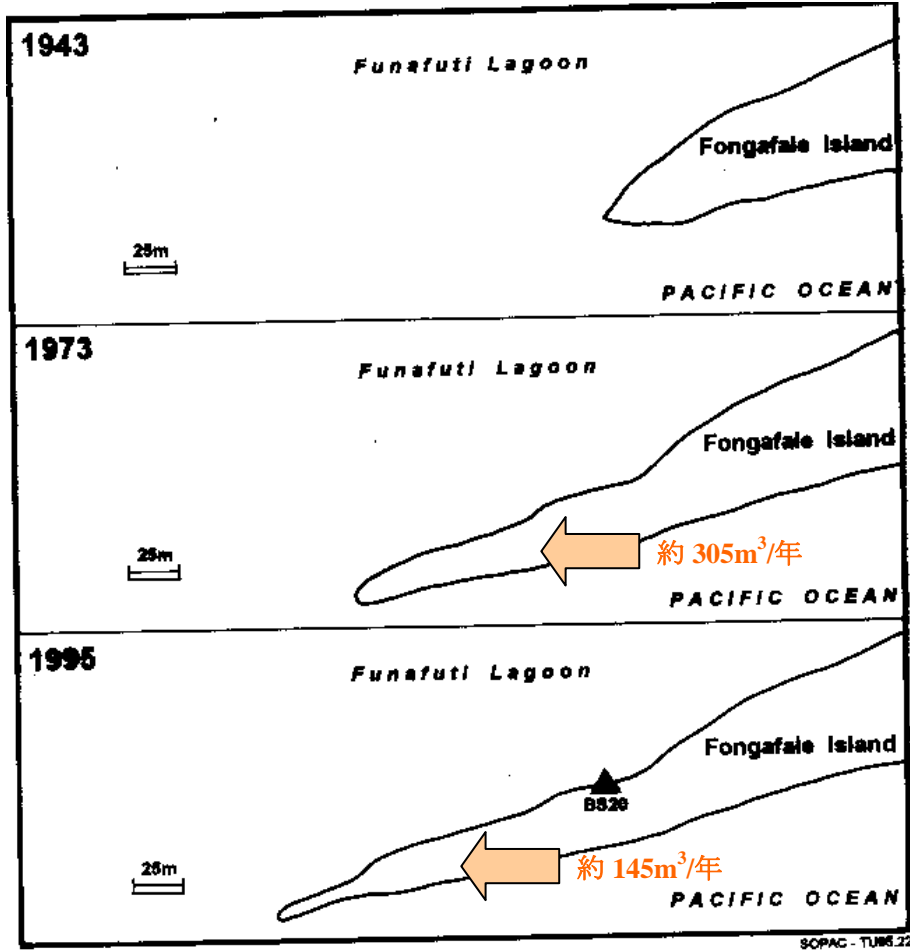 1943
Funafuti Lagoon
Fongafale Island
25m
PACIFIC OCEAN
1973
Funafuti Lagoon
Fongafale Island
25m
約 305m³/年
PACIFIC OCEAN
1995
Funafuti Lagoon
Fongafale Island
BS20
25m
約 145m³/年
PACIFIC OCEAN